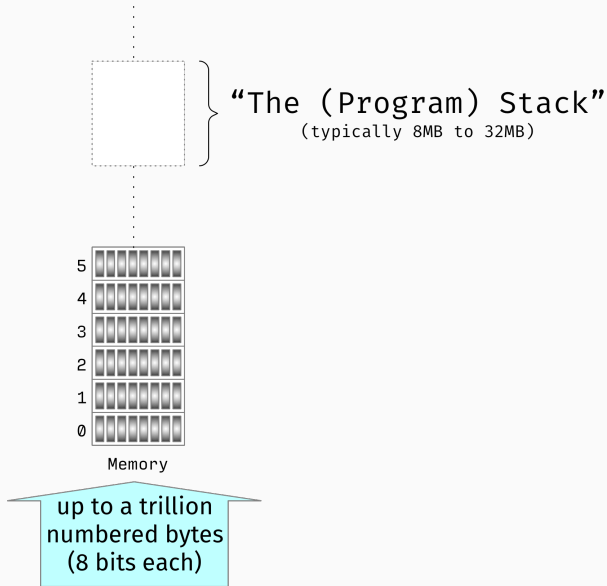 “The (Program) Stack”
(typically 8MB to 32MB)
5
4
3
2
1
0
Memory
up to a trillion
numbered bytes
(8 bits each)